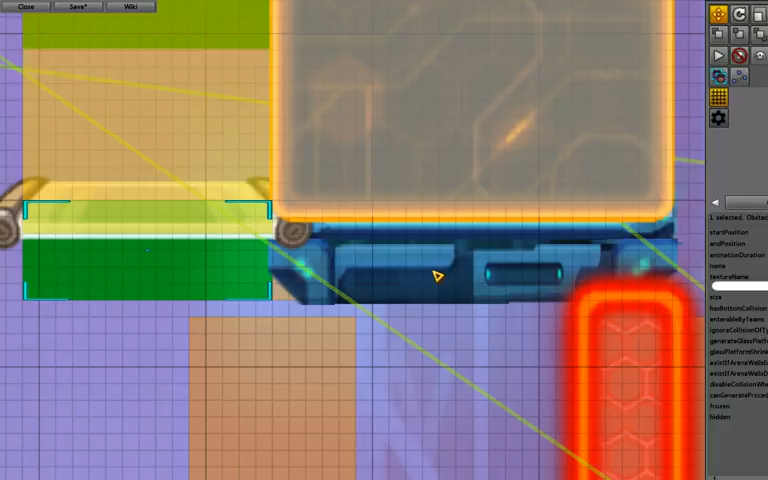 Close
Save*
Wiki
1 selected, Obstac
startPosition
endPosition
animationDuration
name
textureName
size
hasBottomCollision
enterableByTeams
ignoreCollisionOfTy
generateGlassPlatf
glassPlatformShrink
existIfArenaWallsE
existIfArenaWallsD
disableCollisionWhe
canGenerateProced
frozen
hidden